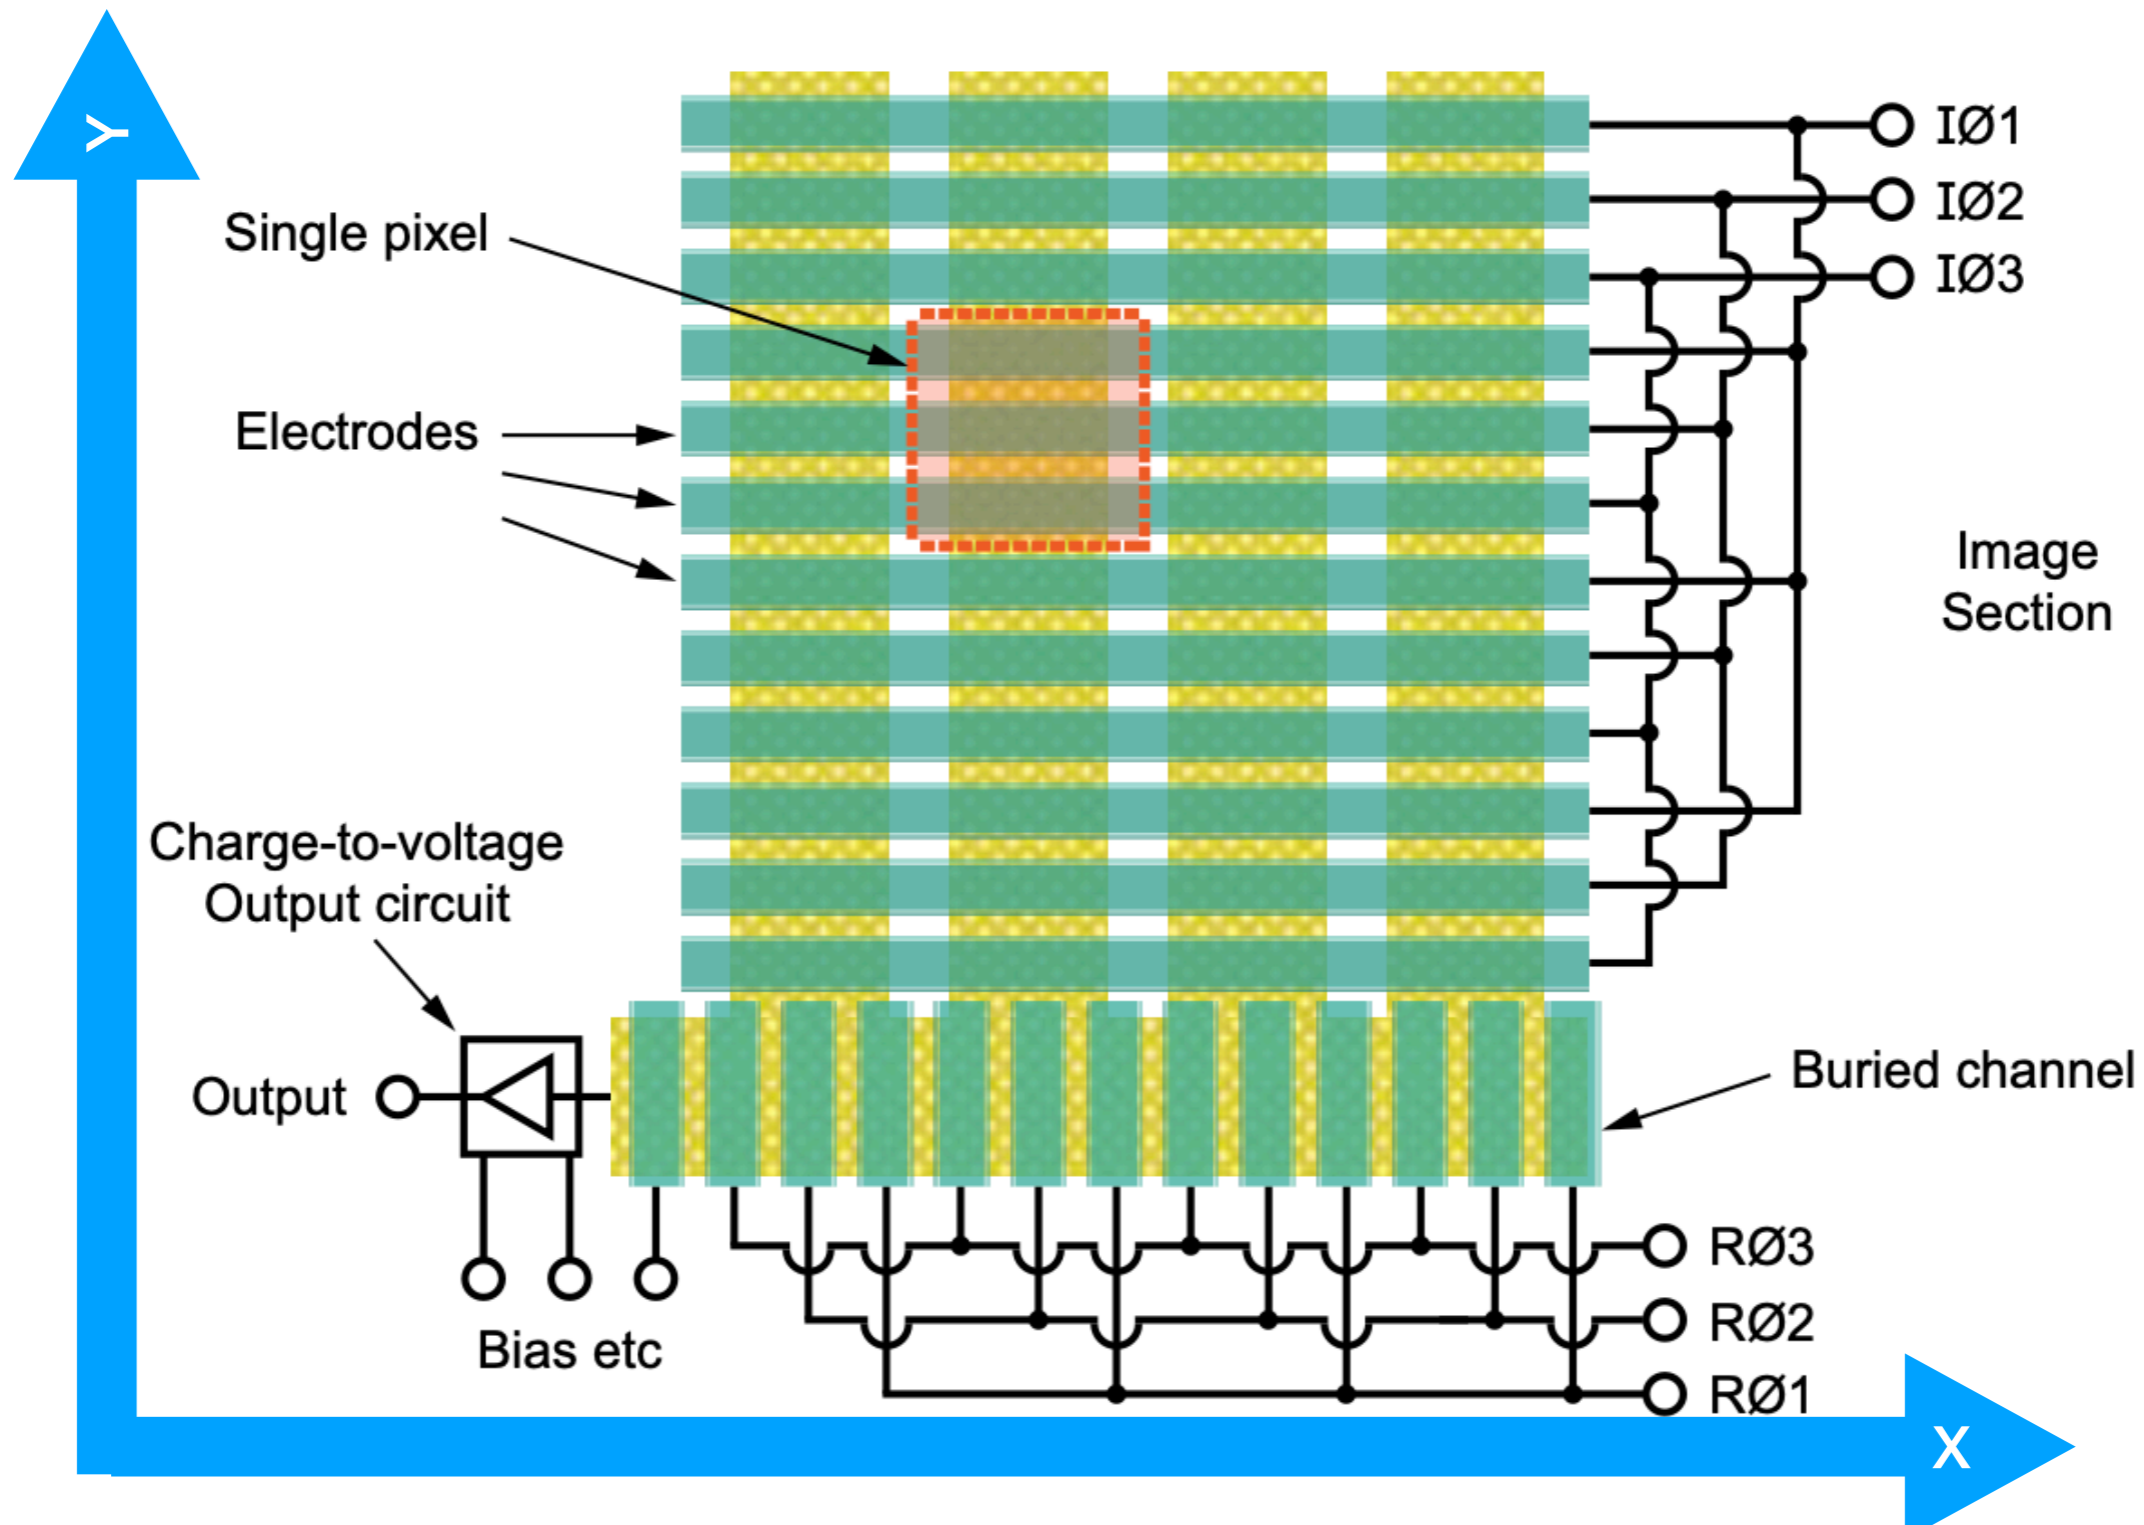 Y
IØ1
IØ2
IØ3
Single pixel
Electrodes
Image
Section
Charge-to-voltage
Output circuit
Output
Buried channel
Bias etc
RØ3
RØ2
RØ1
X